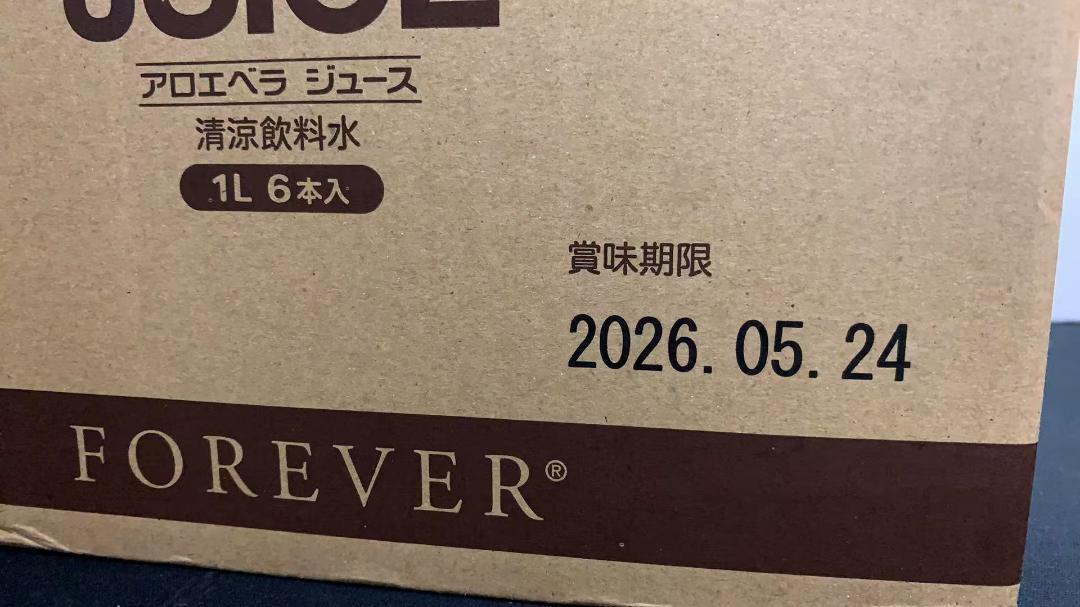 JUICE
アロエベラ ジュース
清涼飲料水
1L 6本入
賞味期限
2026.05.24
FOREVER®